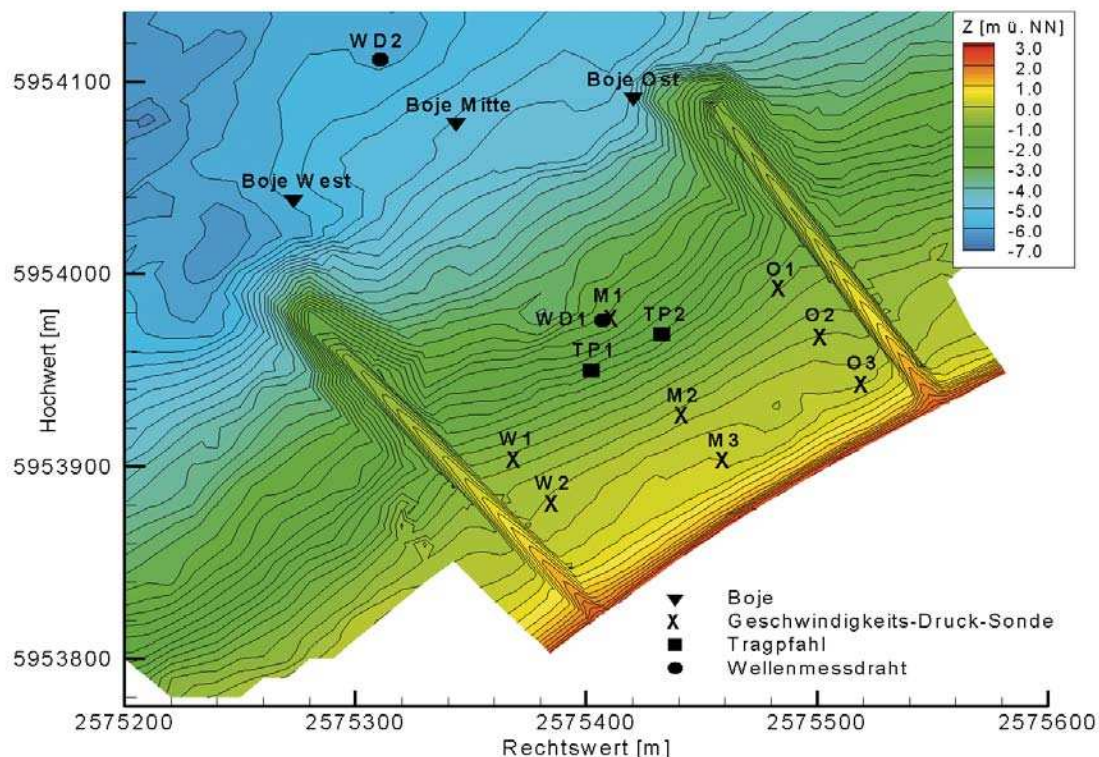 Z [m ü. NN]
3.0
2.0
1.0
0.0
-1.0
-2.0
-3.0
-4.0
-5.0
-6.0
-7.0
WD2
Boje Ost
Boje Mitte
Boje West
O1
M1
WD1
TP2
O2
TP1
O3
M2
W1
M3
W2
Boje
Geschwindigkeits-Druck-Sonde
Tragpfahl
Wellenmessdraht
5954100
5954000
5953900
5953800
Hochwert [m]
2575200 2575300 2575400 2575500 2575600
Rechtswert [m]